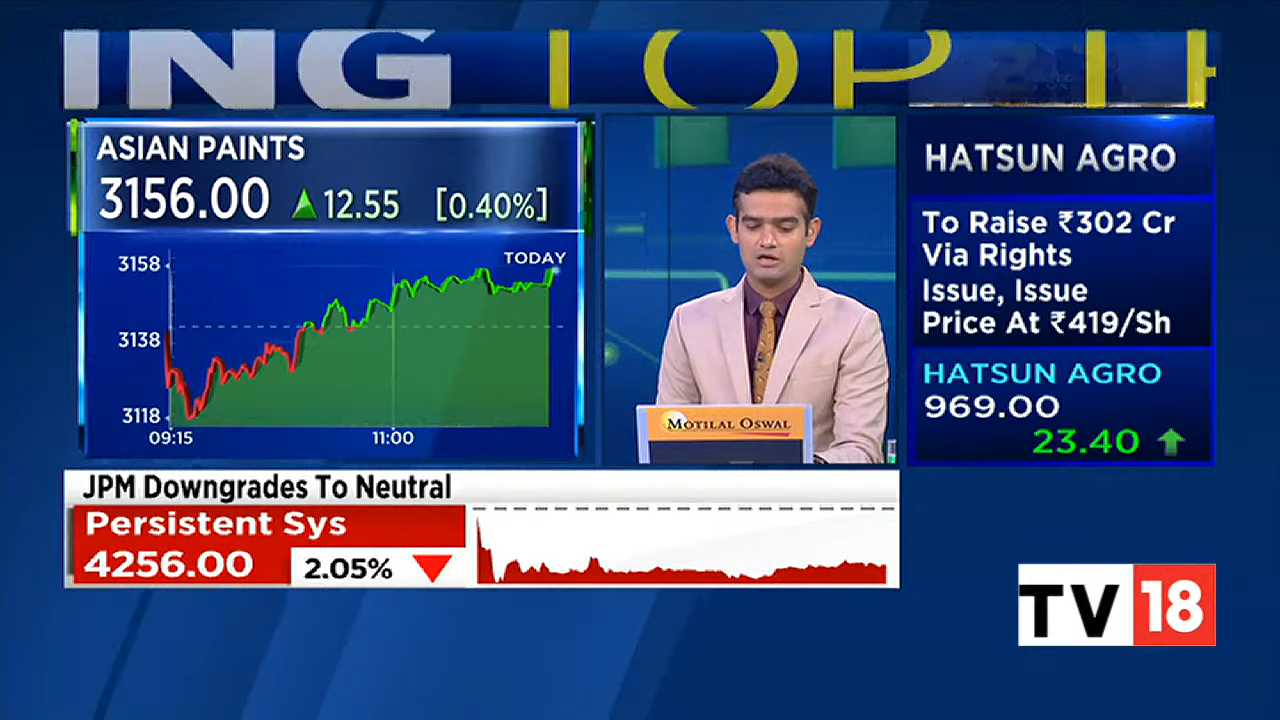 ING TOP
ASIAN PAINTS
3156.00 ▲ 12.55 [0.40%]
TODAY
3158
3138
3118
09:15 11:00
MOTILAL OSWAL
HATSUN AGRO
To Raise ₹302 Cr
Via Rights
Issue, Issue
Price At ₹419/Sh
HATSUN AGRO
969.00
23.40
JPM Downgrades To Neutral
Persistent Sys
4256.00 2.05%
TV18